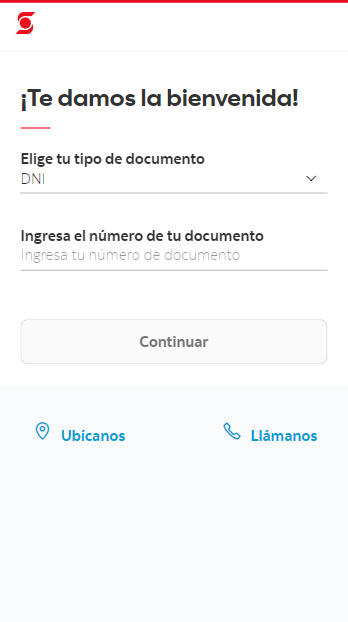 ¡Te damos la bienvenida!
Elige tu tipo de documento
DNI
Ingresa el número de tu documento
Ingresa tu número de documento
Continuar
Ubícanos
Llámanos